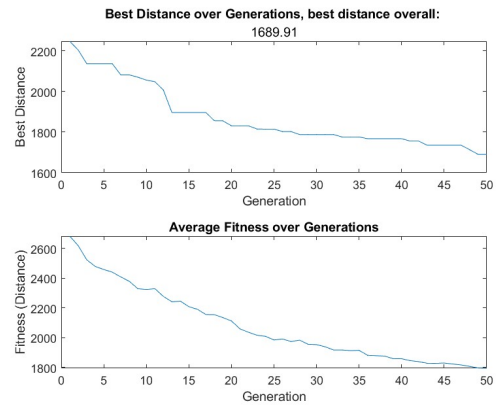 Best Distance over Generations, best distance overall:
1689.91
2200
2000
1800
1600
Best Distance
0 5 10 15 20 25 30 35 40 45 50
Generation
Average Fitness over Generations
2600
2400
2200
2000
1800
Fitness (Distance)
0 5 10 15 20 25 30 35 40 45 50
Generation